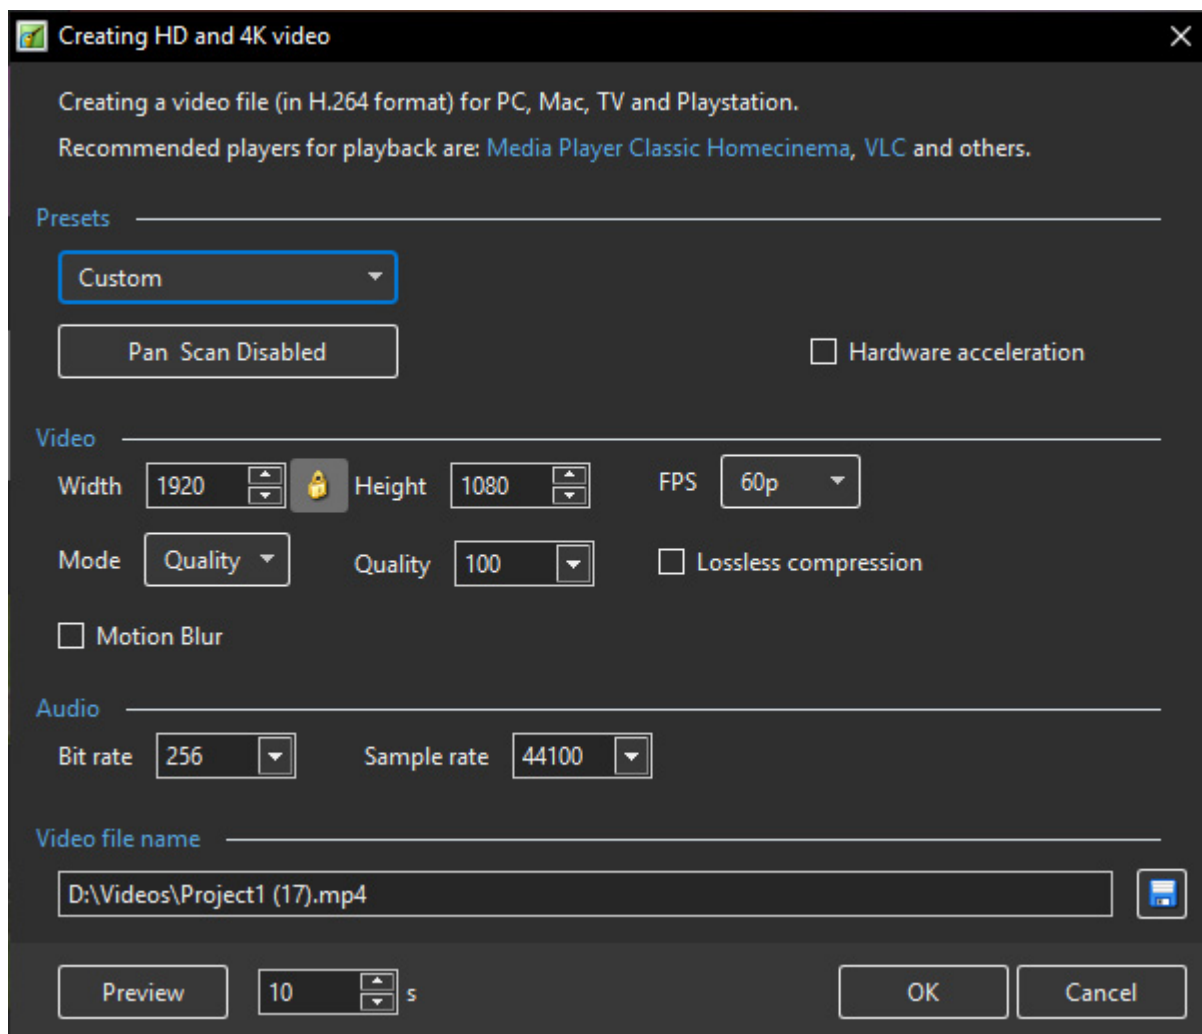 Creating HD and 4K video
Creating a video file (in H.264 format) for PC, Mac, TV and Playstation.
Recommended players for playback are: Media Player Classic Homecinema, VLC and others.
Presets
Custom
Pan Scan Disabled Hardware acceleration
Video
Width 1920 Height 1080 FPS 60p
Mode Quality Quality 100 Lossless compression
Motion Blur
Audio
Bit rate 256 Sample rate 44100
Video file name
D:\Videos\Project1 (17).mp4
Preview 10 s OK Cancel